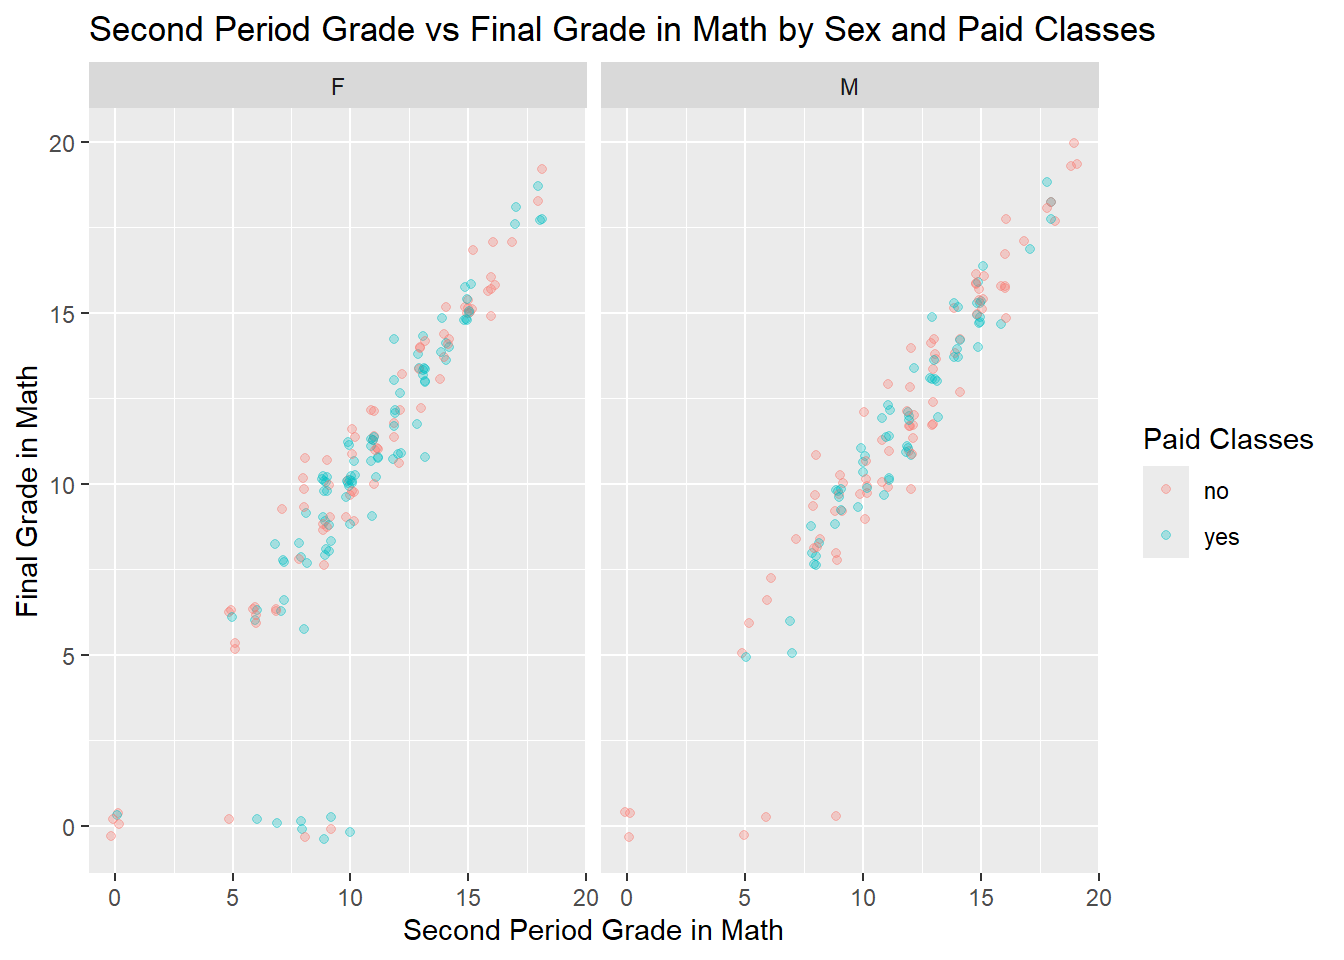 Second Period Grade vs Final Grade in Math by Sex and Paid Classes
F
M
20
15
10
5
0
Final Grade in Math
0 5 10 15 20
0 5 10 15 20
Second Period Grade in Math
Paid Classes
no
yes